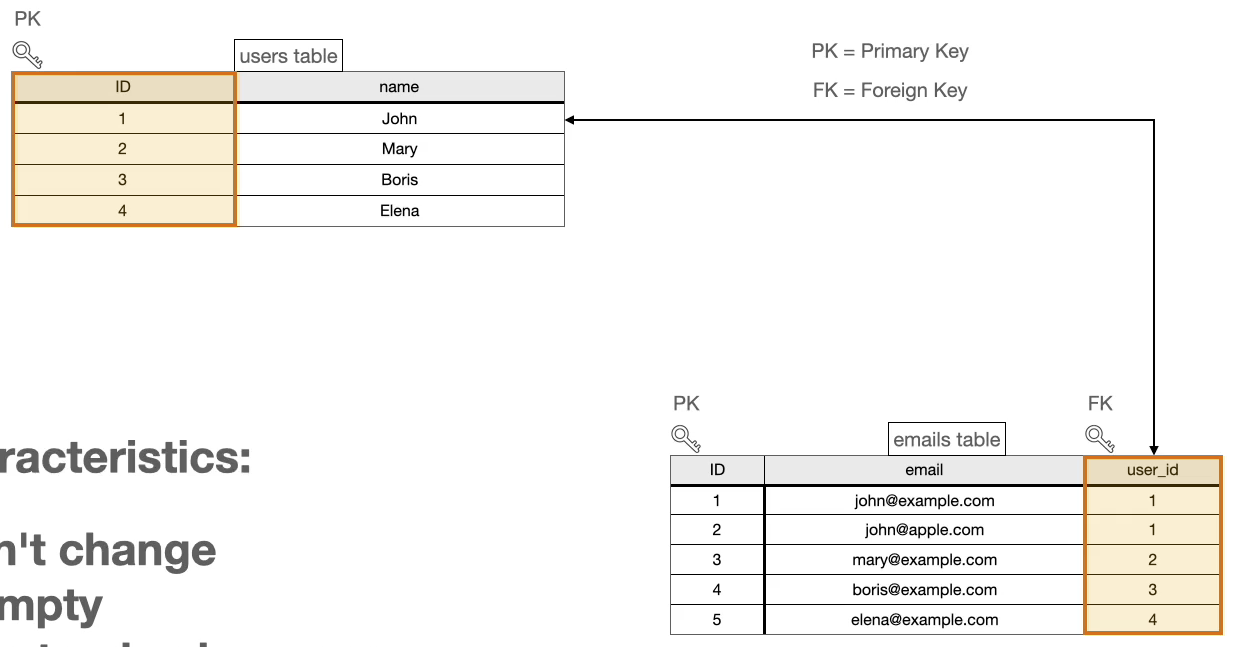 PK
users table
ID name
1 John
2 Mary
3 Boris
4 Elena
PK = Primary Key
FK = Foreign Key
PK
FK
emails table
ID email user_id
1 john@example.com 1
2 john@apple.com 1
3 mary@example.com 2
4 boris@example.com 3
5 elena@example.com 4
racteristics:
n't change
mpty